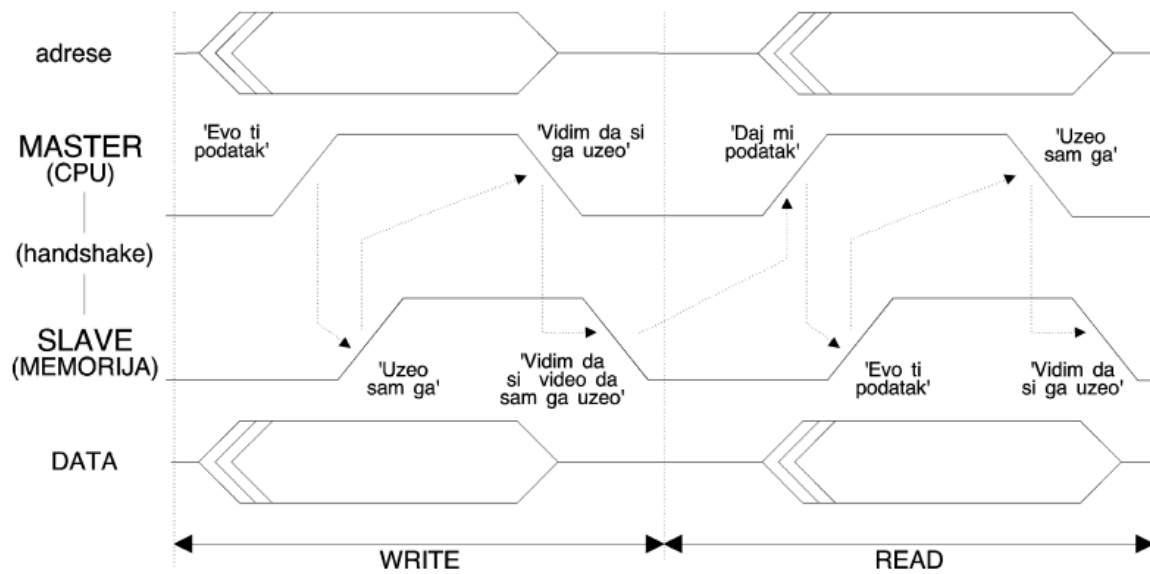 adrese
'Evo ti
podatak'
'Vidim da si
ga uzeo'
'Daj mi
podatak'
'Uzeo
sam ga'
MASTER
(CPU)
(handshake)
SLAVE
(MEMORIJA)
'Uzeo
sam ga'
'Vidim da
si video da
sam ga uzeo'
'Evo ti
podatak'
'Vidim da
si ga uzeo'
DATA
WRITE
READ